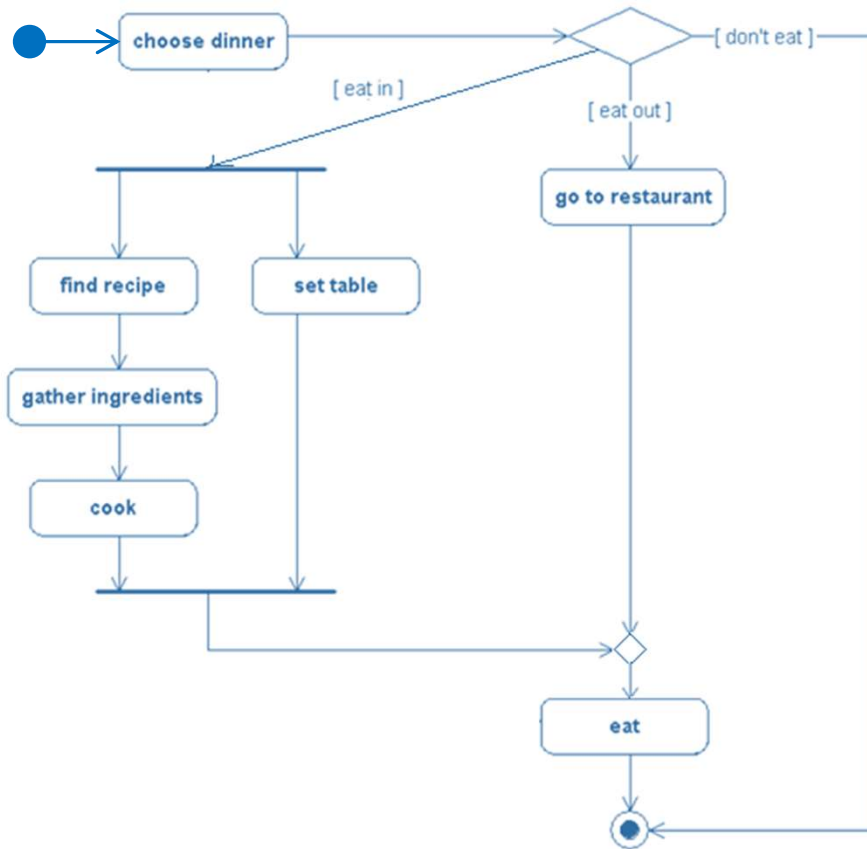 choose dinner
[ don't eat ]
[ eat in ]
[ eat out ]
go to restaurant
find recipe
set table
gather ingredients
cook
eat